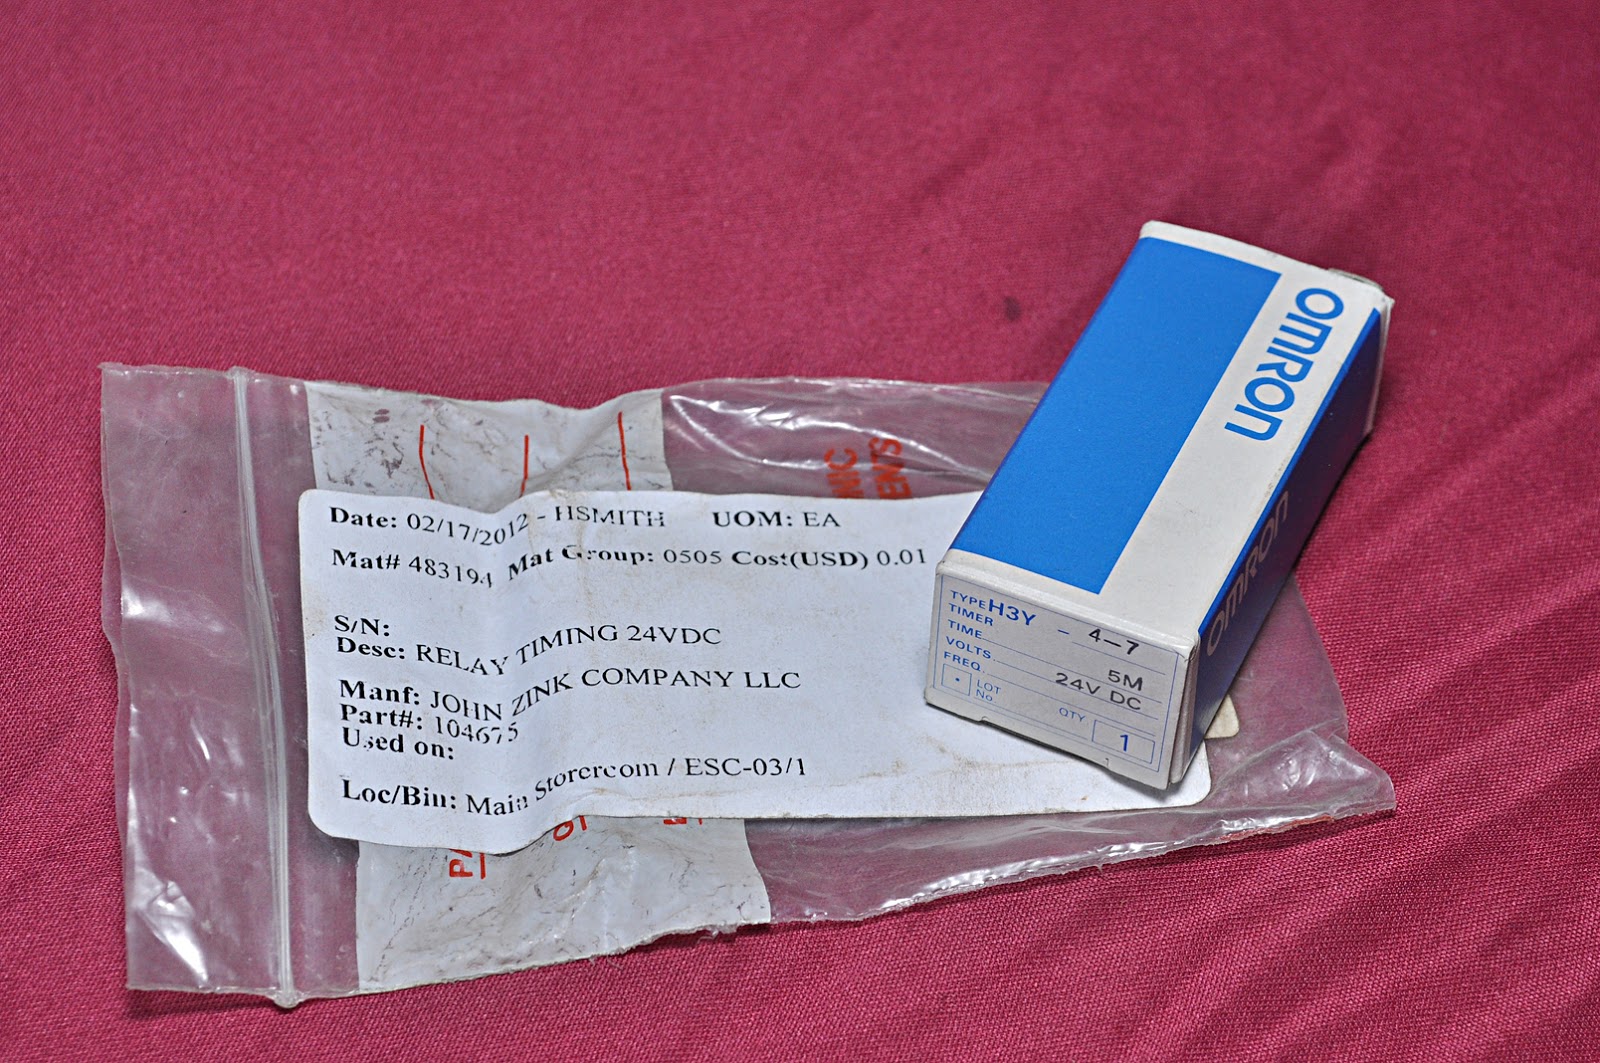 Date: 02/17/2012 - HSMITH UOM: EA
Mat# 483194 Mat Group: 0505 Cost(USD) 0.01
S/N:
Desc: RELAY TIMING 24VDC
Manf: JOHN ZINK COMPANY LLC
Part#: 104675
Used on:
Loc/Bin: Main Storercom / ESC-03/1
OMRON
OMRON
TYPE H3Y - 4-7
TIMER
TIME 5M
VOLTS 24V DC
FREQ.
LOT
No
QTY 1